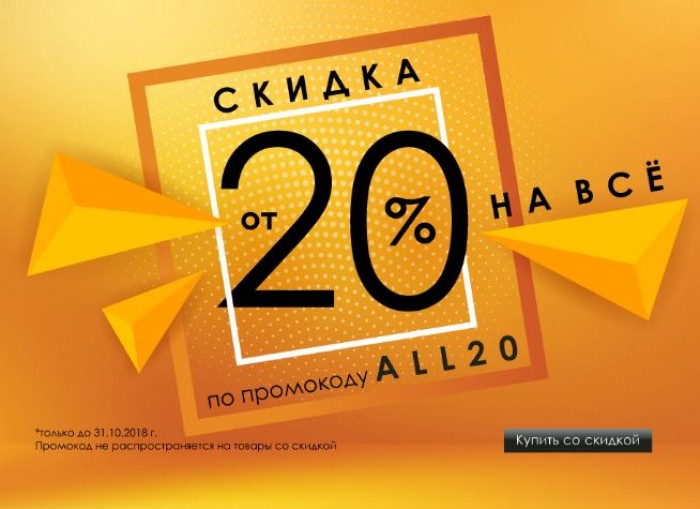 СКИДКА
от 20%
НА ВСЁ
по промокоду ALL20
*только до 31.10.2018 г.
Промокод не распространяется на товары со скидкой
Купить со скидкой